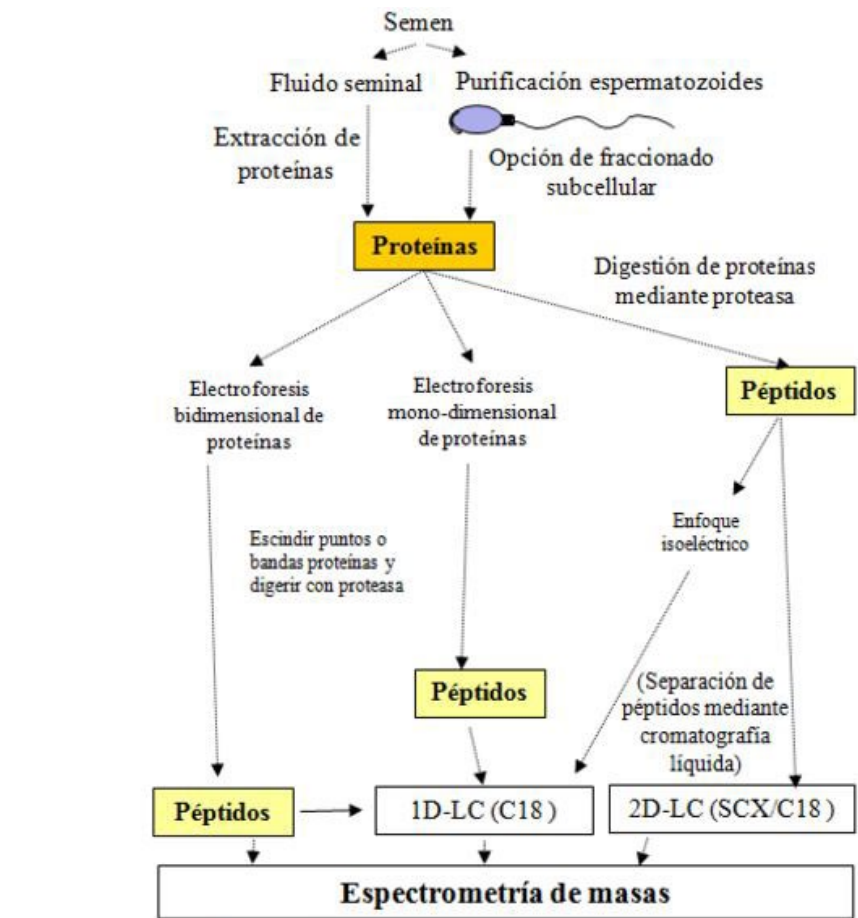 Semen
Fluido seminal
Purificación espermatozoides
Extracción de
proteínas
Opción de fraccionado
subcellular
Proteínas
Digestión de proteínas
mediante proteasa
Electroforesis
bidimensional de
proteínas
Electroforesis
mono-dimensional
de proteínas
Péptidos
Enfoque
isoeléctrico
Escindir puntos o
bandas proteínas y
digerir con proteasa
Péptidos
(Separación de
péptidos mediante
cromatografía
líquida)
Péptidos
1D-LC (C18 )
2D-LC (SCX/C18 )
Espectrometría de masas